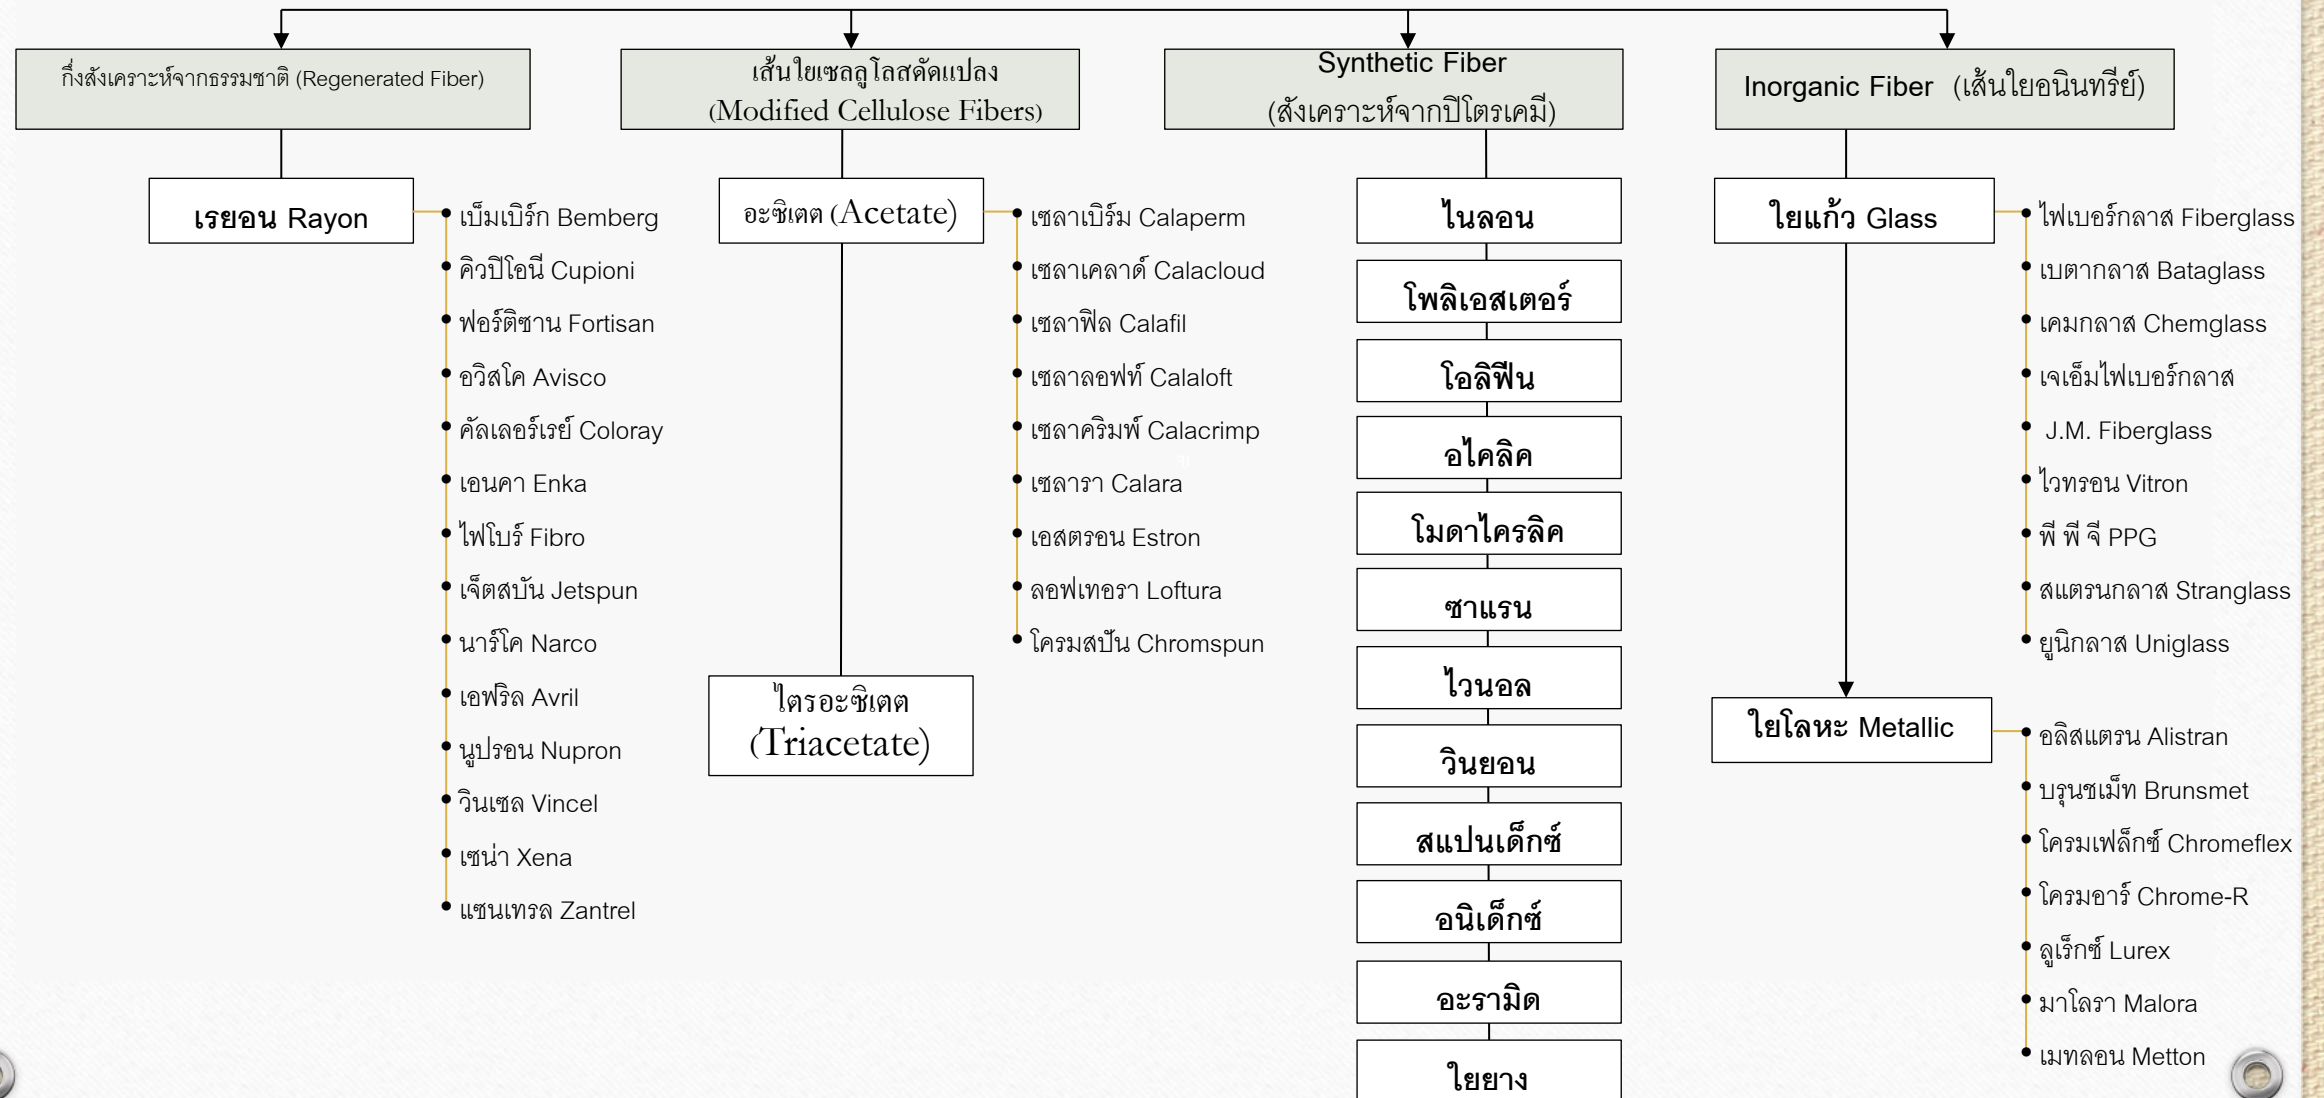 กึ่งสังเคราะห์จากธรรมชาติ (Regenerated Fiber)
เรยอน Rayon
เบ็มเบิร์ก Bemberg
คิวปิโอนี Cupioni
ฟอร์ติซาน Fortisan
อวิสโค Avisco
คัลเลอร์เรย์ Coloray
เอนคา Enka
ไฟโบร์ Fibro
เจ็ตสบัน Jetspun
นาร์โค Narco
เอฟริล Avril
นูปรอน Nupron
วินเซล Vincel
เซน่า Xena
แซนเทรล Zantrel
เส้นใยเซลลูโลสดัดแปลง
(Modified Cellulose Fibers)
อะซิเตต (Acetate)
เซลาเบิร์ม Calaperm
เซลาเคลาด์ Calacloud
เซลาฟิล Calafil
เซลาลอฟท์ Calaloft
เซลาคริมพ์ Calacrimp
เซลารา Calara
เอสตรอน Estron
ลอฟเทอรา Loftura
โครมสปัน Chromspun
ไตรอะซิเตต
(Triacetate)
Synthetic Fiber
(สังเคราะห์จากปิโตรเคมี)
ไนลอน
โพลิเอสเตอร์
โอลิฟีน
อไคลิค
โมดาไครลิค
ซาแรน
ไวนอล
วินยอน
สแปนเด็กซ์
อนิเด็กซ์
อะรามิด
ใยยาง
Inorganic Fiber (เส้นใยอนินทรีย์)
ใยแก้ว Glass
ไฟเบอร์กลาส Fiberglass
เบตากลาส Bataglass
เคมกลาส Chemglass
เจเอ็มไฟเบอร์กลาส
J.M. Fiberglass
ไวทรอน Vitron
พี พี จี PPG
สแตรนกลาส Stranglass
ยูนิกลาส Uniglass
ใยโลหะ Metallic
อลิสแตรน Alistran
บรุนชเม็ท Brunsmet
โครมเฟล็กซ์ Chromeflex
โครมอาร์ Chrome-R
ลูเร็กซ์ Lurex
มาโลรา Malora
เมทลอน Metton